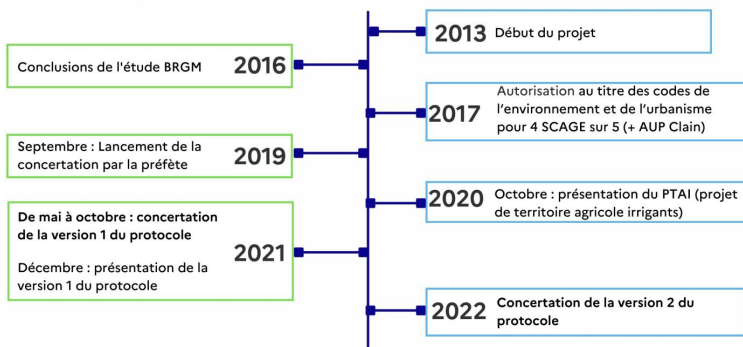 2013 Début du projet
Conclusions de l'étude BRGM 2016
Autorisation au titre des codes de
2017 l'environnement et de l'urbanisme
pour 4 SCAGE sur 5 (+ AUP Clain)
Septembre : Lancement de la
concertation par la préfète 2019
2020 Octobre : présentation du PTAI (projet
de territoire agricole irrigants)
De mai à octobre : concertation
de la version 1 du protocole
2021
Décembre : présentation de la
version 1 du protocole
2022 Concertation de la version 2 du
protocole